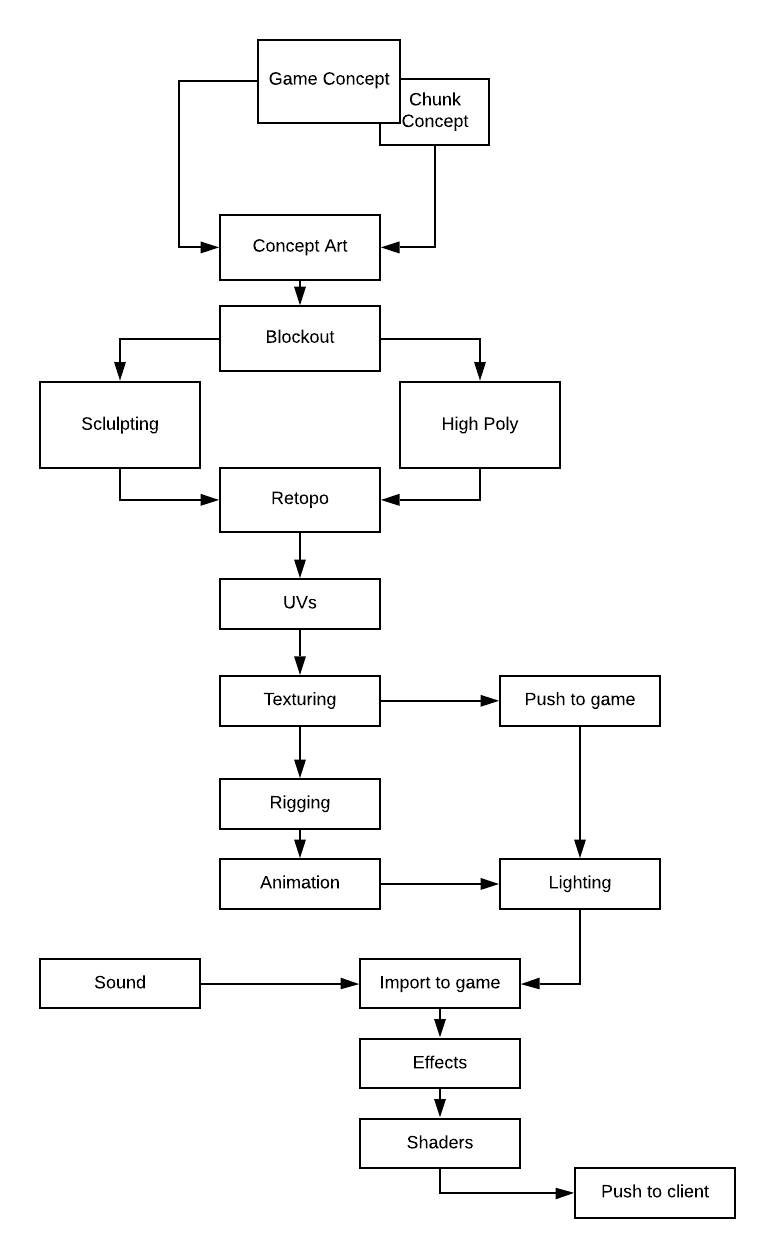 Game Concept
Chunk
Concept
Concept Art
Blockout
Sclulpting
High Poly
Retopo
UVs
Texturing
Push to game
Rigging
Animation
Lighting
Sound
Import to game
Effects
Shaders
Push to client